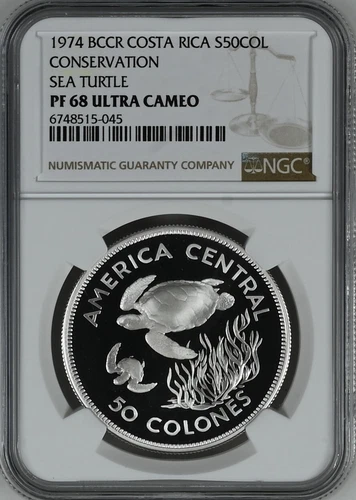 1974 BCCR COSTA RICA S50COL
CONSERVATION
SEA TURTLE
PF 68 ULTRA CAMEO
6748515-045
NUMISMATIC GUARANTY COMPANY
NGC®
AMERICA CENTRAL
50 COLONES